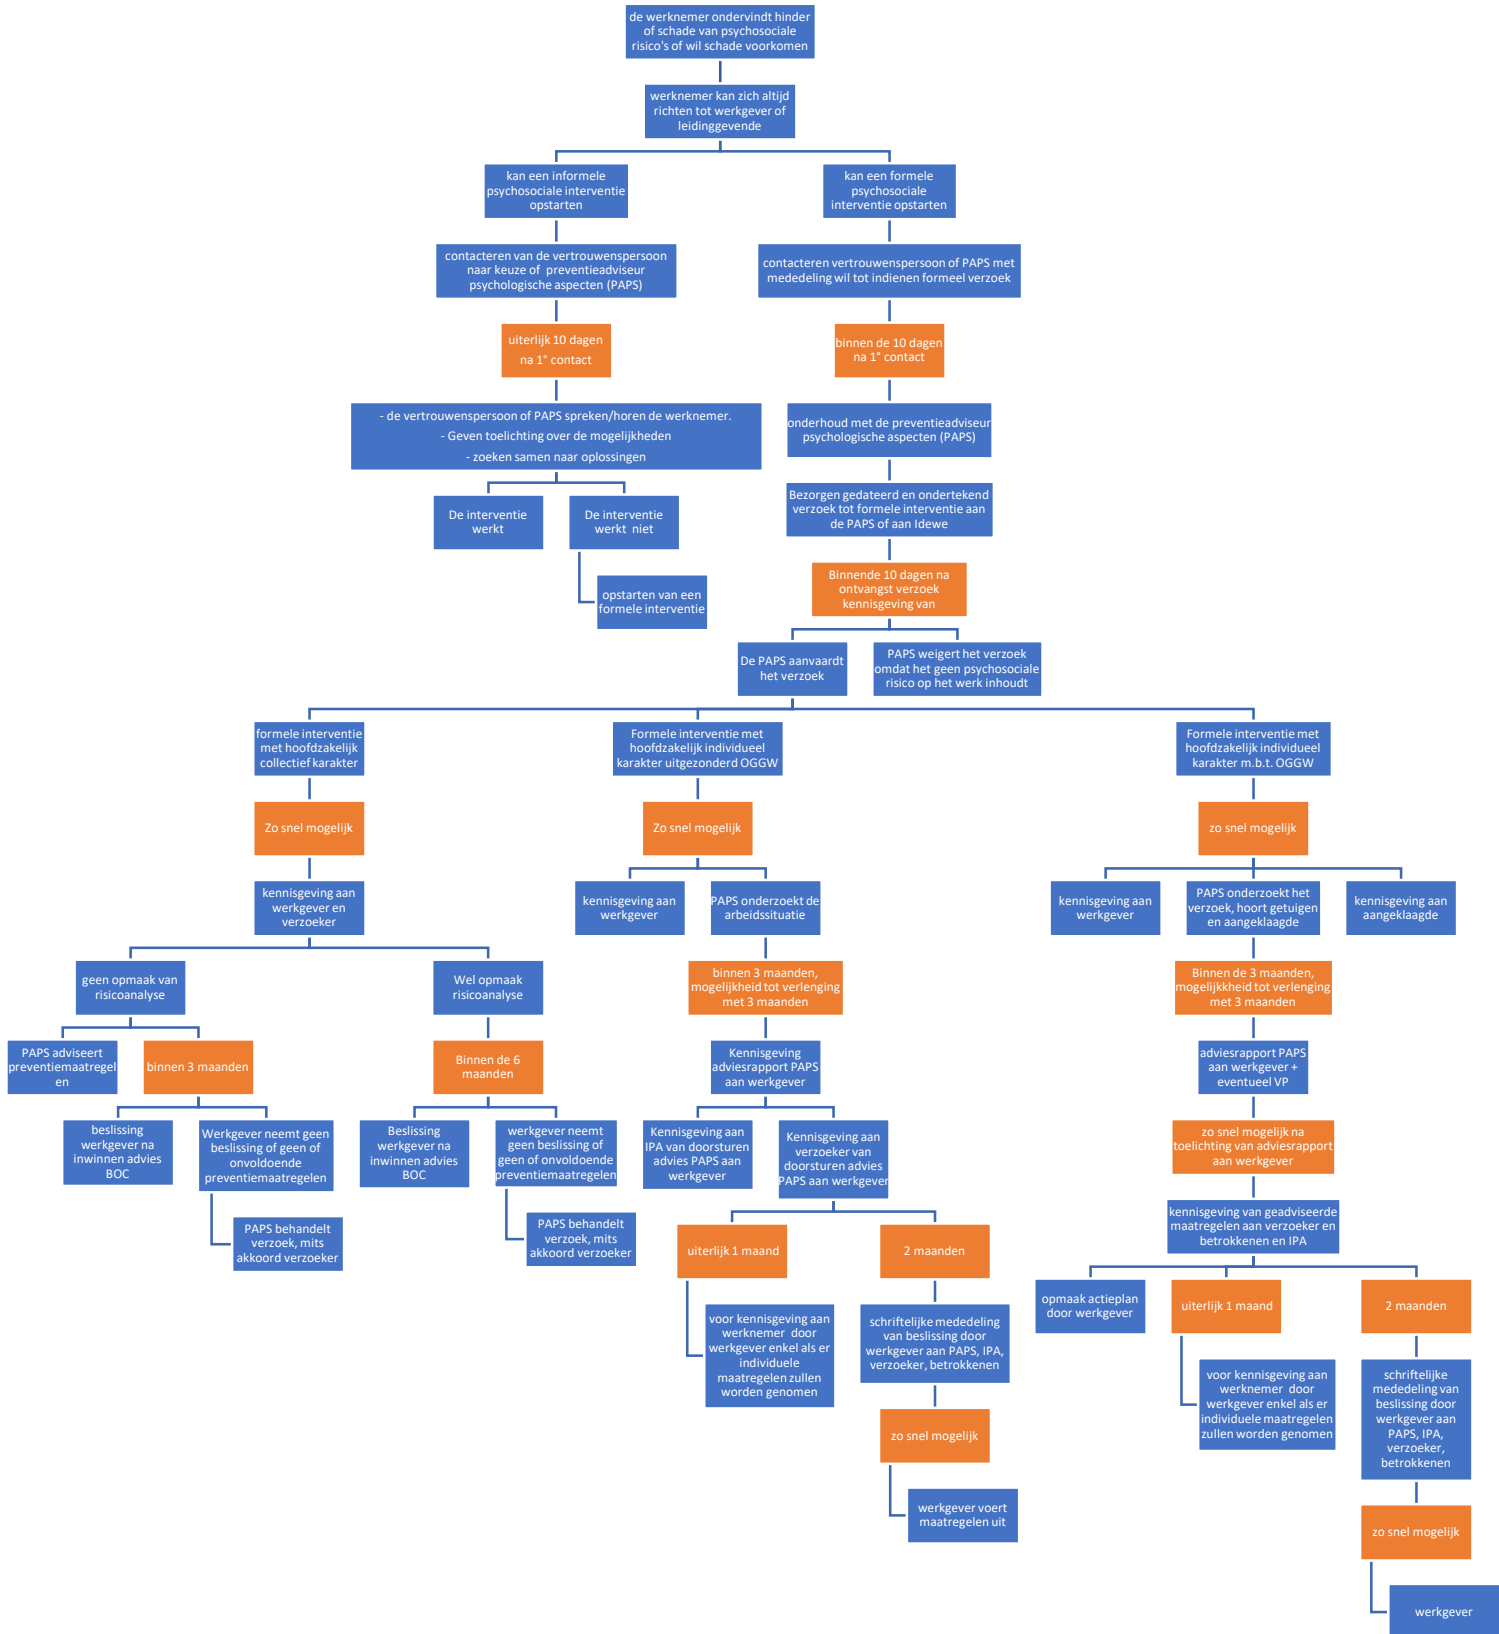 de werknemer ondervindt hinder
of schade van psychosociale
risico's of wil schade voorkomen
werknemer kan zich altijd
richten tot werkgever of
leidinggevende
kan een informele
psychosociale interventie
opstarten
kan een formele
psychosociale
interventie opstarten
contacteren van de vertrouwenspersoon
naar keuze of preventieadviseur
psychologische aspecten (PAPS)
contacteren vertrouwenspersoon of PAPS met
mededeling wil tot indienen formeel verzoek
uiterlijk 10 dagen
na 1° contact
binnen de 10 dagen
na 1° contact
- de vertrouwenspersoon of PAPS spreken/horen de werknemer.
- Geven toelichting over de mogelijkheden
- zoeken samen naar oplossingen
onderhoud met de preventieadviseur
psychologische aspecten (PAPS)
De interventie
werkt
De interventie
werkt niet
opstarten van een
formele interventie
Bezorgen gedateerd en ondertekend
verzoek tot formele interventie aan
de PAPS of aan Idewe
Binnende 10 dagen na
ontvangst verzoek
kennisgeving van
De PAPS aanvaardt
het verzoek
PAPS weigert het verzoek
omdat het geen psychosociale
risico op het werk inhoudt
formele interventie
met hoofdzakelijk
collectief karakter
Formele interventie met
hoofdzakelijk individueel
karakter uitgezonderd OGGW
Formele interventie met
hoofdzakelijk individueel
karakter m.b.t. OGGW
Zo snel mogelijk
Zo snel mogelijk
zo snel mogelijk
kennisgeving aan
werkgever en
verzoeker
kennisgeving aan
werkgever
PAPS onderzoekt de
arbeidssituatie
kennisgeving aan
werkgever
PAPS onderzoekt het
verzoek, hoort getuigen
en aangeklaagde
kennisgeving aan
aangeklaagde
geen opmaak van
risicoanalyse
Wel opmaak
risicoanalyse
binnen 3 maanden,
mogelijkheid tot verlenging
met 3 maanden
Binnen de 3 maanden,
mogelijkkheid tot verlenging
met 3 maanden
PAPS adviseert
preventiemaatregel
en
binnen 3 maanden
Binnen de 6
maanden
Kennisgeving
adviesrapport PAPS
aan werkgever
adviesrapport PAPS
aan werkgever +
eventueel VP
beslissing
werkgever na
inwinnen advies
BOC
Werkgever neemt geen
beslissing of geen of
onvoldoende
preventiemaatregelen
Beslissing
werkgever na
inwinnen advies
BOC
werkgever neemt
geen beslissing of
geen of onvoldoende
preventiemaatregelen
Kennisgeving aan
IPA van doorsturen
advies PAPS aan
werkgever
Kennisgeving aan
verzoeker van
doorsturen advies
PAPS aan werkgever
zo snel mogelijk na
toelichting van adviesrapport
aan werkgever
PAPS behandelt
verzoek, mits
akkoord verzoeker
PAPS behandelt
verzoek, mits
akkoord verzoeker
uiterlijk 1 maand
2 maanden
kennisgeving van geadviseerde
maatregelen aan verzoeker en
betrokkenen en IPA
opmaak actieplan
door werkgever
uiterlijk 1 maand
2 maanden
voor kennisgeving aan
werknemer door
werkgever enkel als er
individuele
maatregelen zullen
worden genomen
schriftelijke mededeling
van beslissing door
werkgever aan PAPS, IPA,
verzoeker, betrokkenen
voor kennisgeving aan
werknemer door
werkgever enkel als er
individuele maatregelen
zullen worden genomen
schriftelijke
mededeling van
beslissing door
werkgever aan
PAPS, IPA,
verzoeker,
betrokkenen
zo snel mogelijk
werkgever voert
maatregelen uit
zo snel mogelijk
werkgever